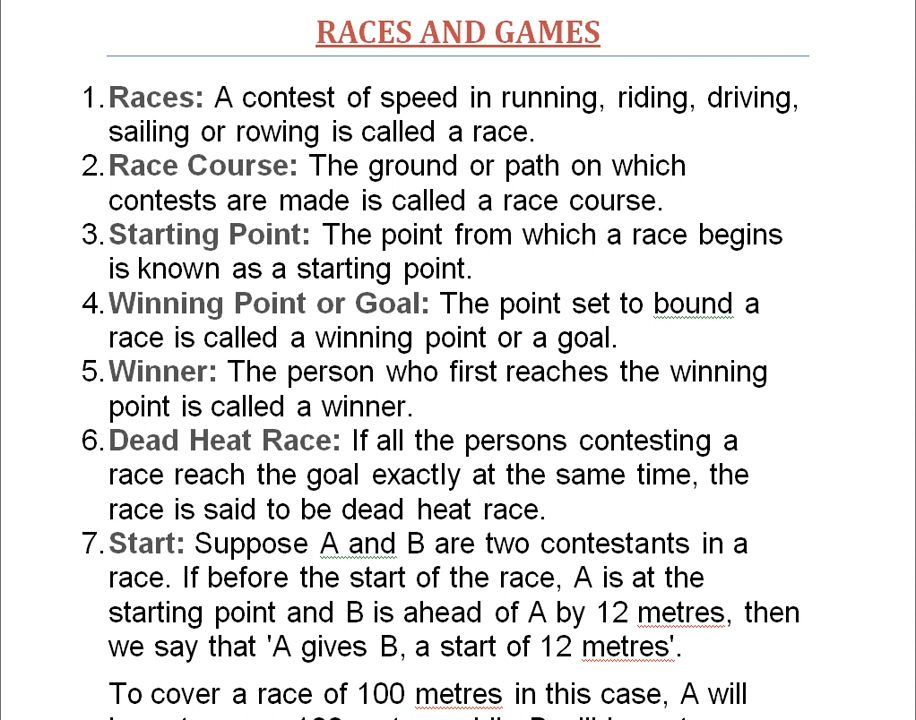 RACES AND GAMES
1. Races: A contest of speed in running, riding, driving,
sailing or rowing is called a race.
2. Race Course: The ground or path on which
contests are made is called a race course.
3. Starting Point: The point from which a race begins
is known as a starting point.
4. Winning Point or Goal: The point set to bound a
race is called a winning point or a goal.
5. Winner: The person who first reaches the winning
point is called a winner.
6. Dead Heat Race: If all the persons contesting a
race reach the goal exactly at the same time, the
race is said to be dead heat race.
7. Start: Suppose A and B are two contestants in a
race. If before the start of the race, A is at the
starting point and B is ahead of A by 12 metres, then
we say that 'A gives B, a start of 12 metres'.
To cover a race of 100 metres in this case, A will